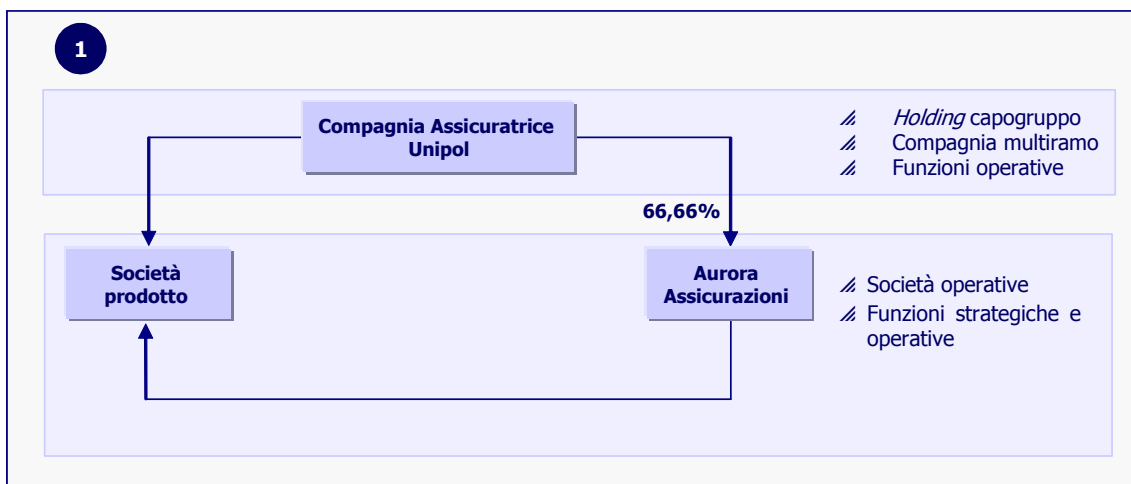 1
Compagnia Assicuratrice
Unipol
Holding capogruppo
Compagnia multiramo
Funzioni operative
66,66%
Società
prodotto
Aurora
Assicurazioni
Società operative
Funzioni strategiche e
operative